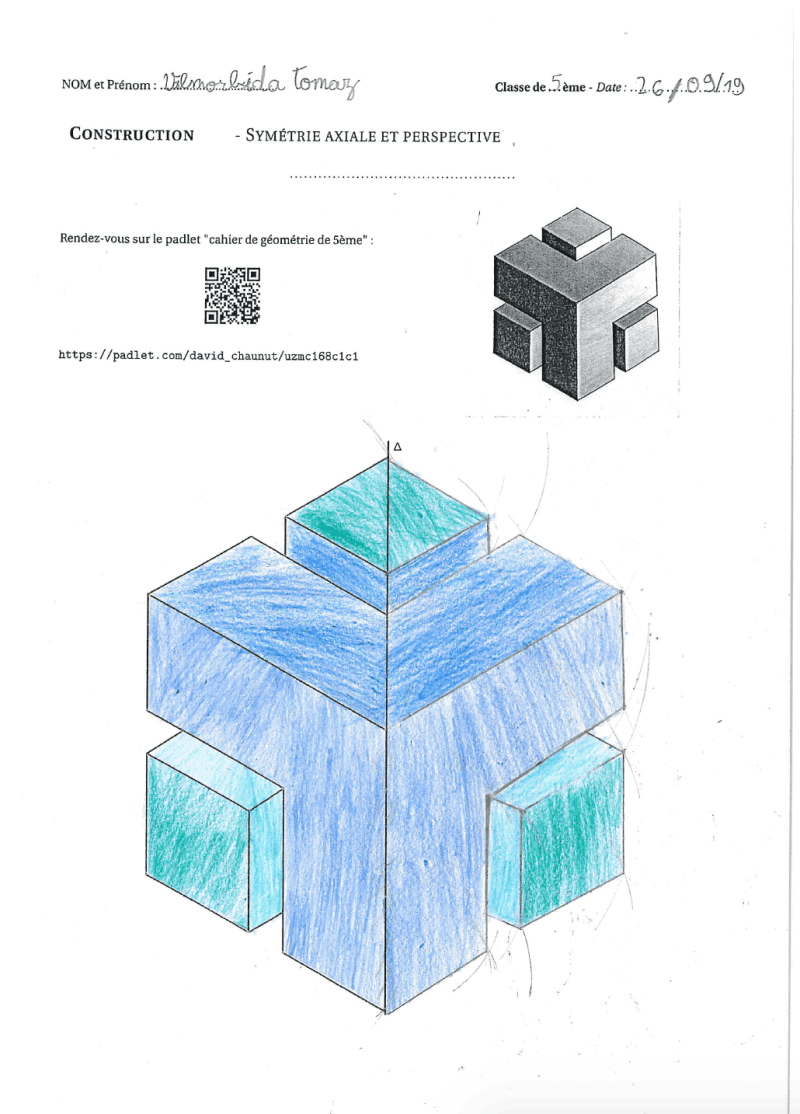 NOM et Prénom : Vilmorbida Tomaz
Classe de 5ème - Date : 26/09/19
CONSTRUCTION - SYMÉTRIE AXIALE ET PERSPECTIVE
Rendez-vous sur le padlet "cahier de géométrie de 5ème" :
https://padlet.com/david_chaunut/uzmc168c1c1
Δ